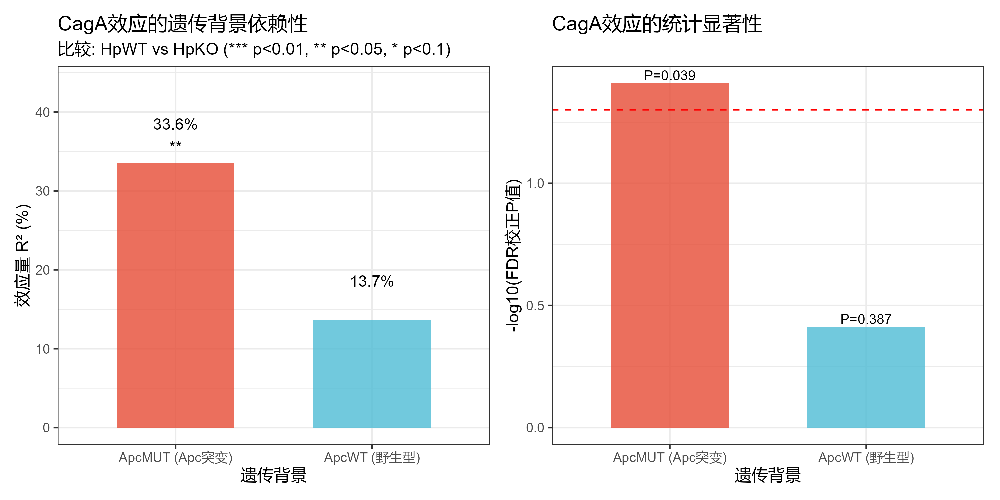 CagA效应的遗传背景依赖性
比较: HpWT vs HpKO (*** p<0.01, ** p<0.05, * p<0.1)
效应量 R² (%)
40
30
20
10
0
33.6%
**
13.7%
ApcMUT (Apc突变)
ApcWT (野生型)
遗传背景
CagA效应的统计显著性
-log10(FDR校正P值)
1.0
0.5
0.0
P=0.039
P=0.387
ApcMUT (Apc突变)
ApcWT (野生型)
遗传背景